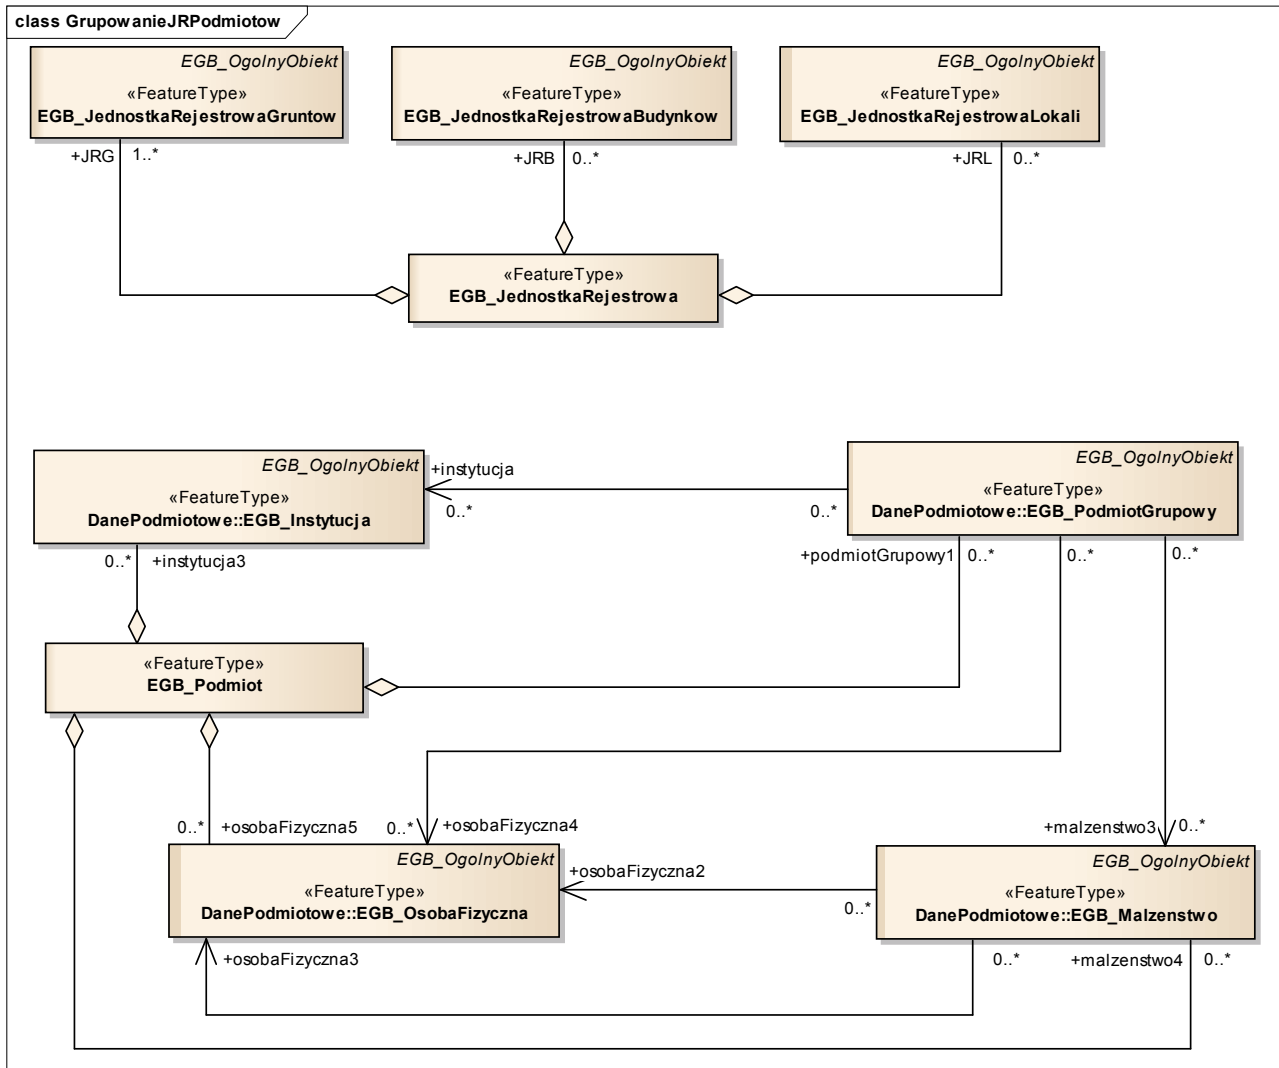 class GrupowanieJRPodmiotow
EGB_OgolnyObiekt
«FeatureType»
EGB_JednostkaRejestrowaGruntow
EGB_OgolnyObiekt
«FeatureType»
EGB_JednostkaRejestrowaBudynkow
EGB_OgolnyObiekt
«FeatureType»
EGB_JednostkaRejestrowaLokali
+JRG
1..*
+JRB
0..*
+JRL
0..*
«FeatureType»
EGB_JednostkaRejestrowa
EGB_OgolnyObiekt
«FeatureType»
DanePodmiotowe::EGB_Instytucja
+instytucja
0..*
0..*
EGB_OgolnyObiekt
«FeatureType»
DanePodmiotowe::EGB_PodmiotGrupowy
0..*
+instytucja3
+podmiotGrupowy1
0..*
0..*
0..*
«FeatureType»
EGB_Podmiot
0..*
+osobaFizyczna5
0..*
+osobaFizyczna4
+malzenstwo3
0..*
EGB_OgolnyObiekt
«FeatureType»
DanePodmiotowe::EGB_OsobaFizyczna
+osobaFizyczna2
0..*
EGB_OgolnyObiekt
«FeatureType»
DanePodmiotowe::EGB_Malzenstwo
+osobaFizyczna3
0..*
+malzenstwo4
0..*